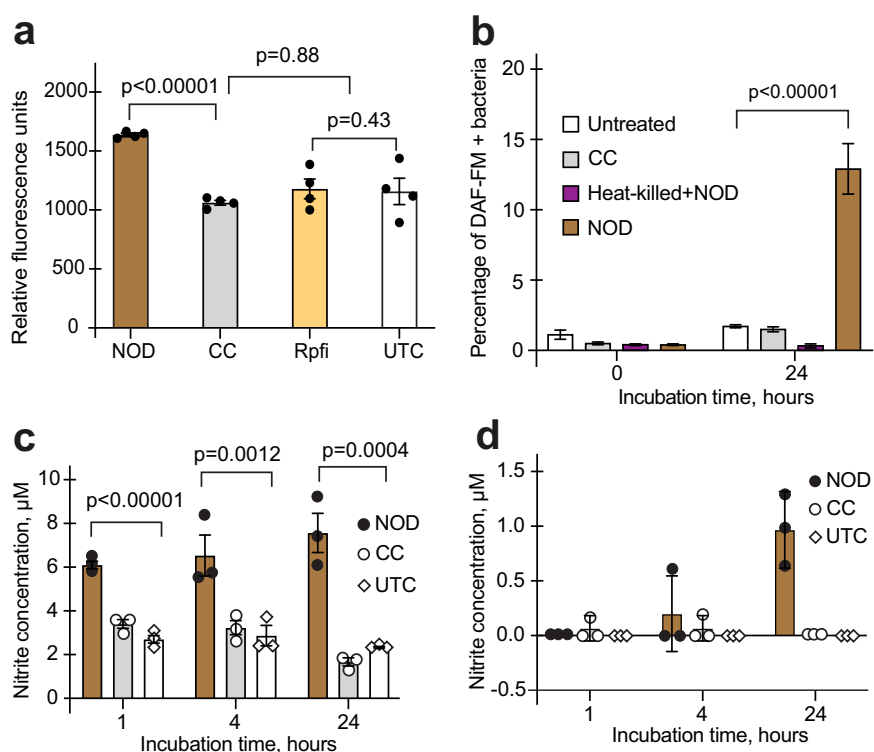 a
p=0.88
p<0.00001
p=0.43
Relative fluorescence units
2000
1500
1000
500
0
NOD CC Rpfi UTC
b
Percentage of DAF-FM + bacteria
20
15
10
5
0
p<0.00001
Untreated
CC
Heat-killed+NOD
NOD
0 24
Incubation time, hours
c
Nitrite concentration, µM
10
8
6
4
2
0
p<0.00001
p=0.0012
p=0.0004
NOD
CC
UTC
1 4 24
Incubation time, hours
d
Nitrite concentration, µM
1.5
1.0
0.5
0.0
-0.5
NOD
CC
UTC
1 4 24
Incubation time, hours